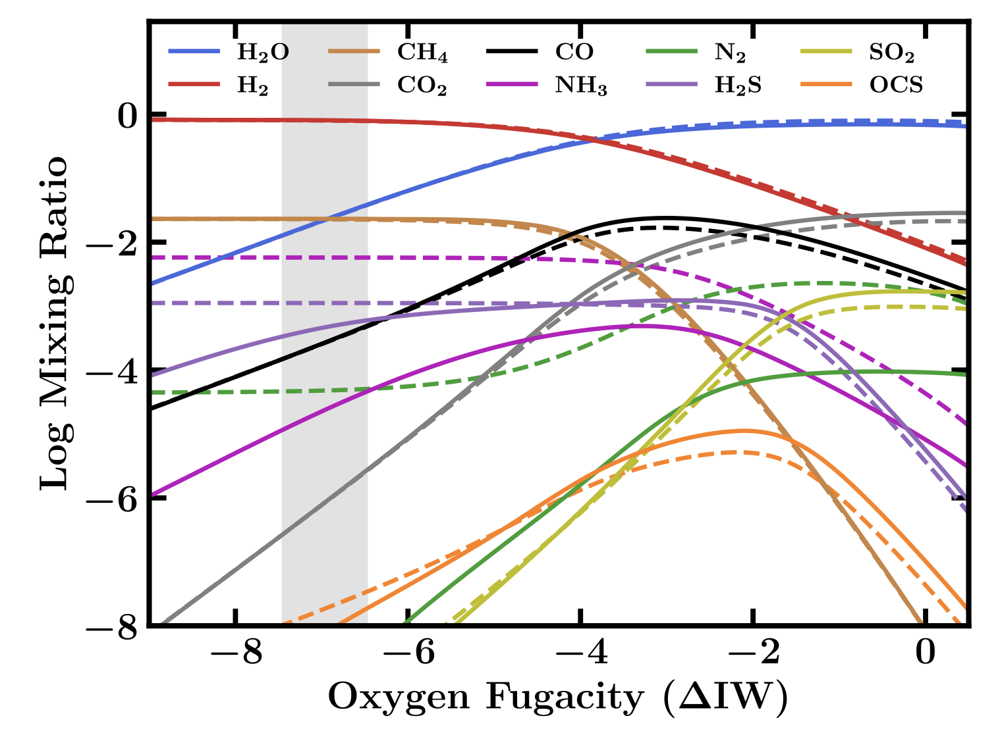 H₂O CH₄ CO N₂ SO₂
H₂ CO₂ NH₃ H₂S OCS
0
−2
−4
−6
−8
Log Mixing Ratio
−8 −6 −4 −2 0
Oxygen Fugacity (ΔIW)